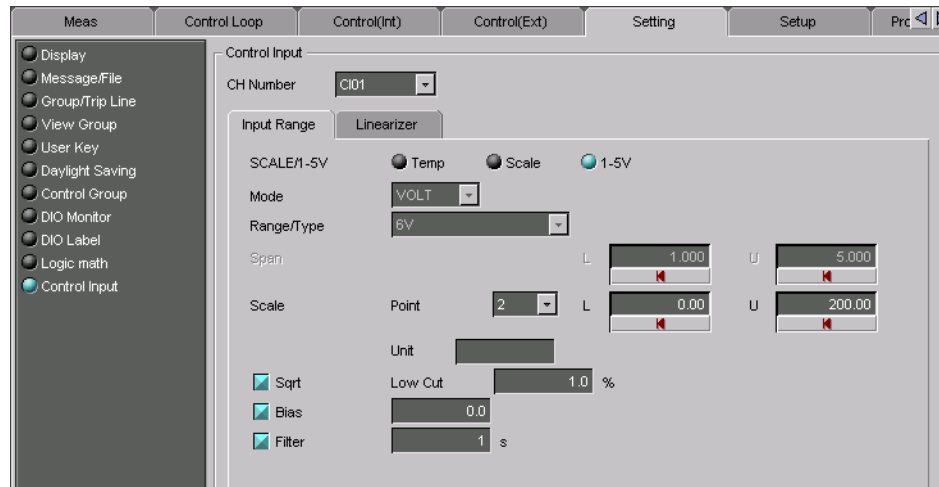 Meas Control Loop Control(Int) Control(Ext) Setting Setup
Display
Message/File
Group/Trip Line
View Group
User Key
Daylight Saving
Control Group
DIO Monitor
DIO Label
Logic math
Control Input
Control Input
CH Number CI01
Input Range Linearizer
SCALE/1-5V Temp Scale 1-5V
Mode VOLT
Range/Type 6V
Span L 1.000 U 5.000
Scale Point 2 L 0.00 U 200.00
Unit
Sqrt Low Cut 1.0 %
Bias 0.0
Filter 1 s